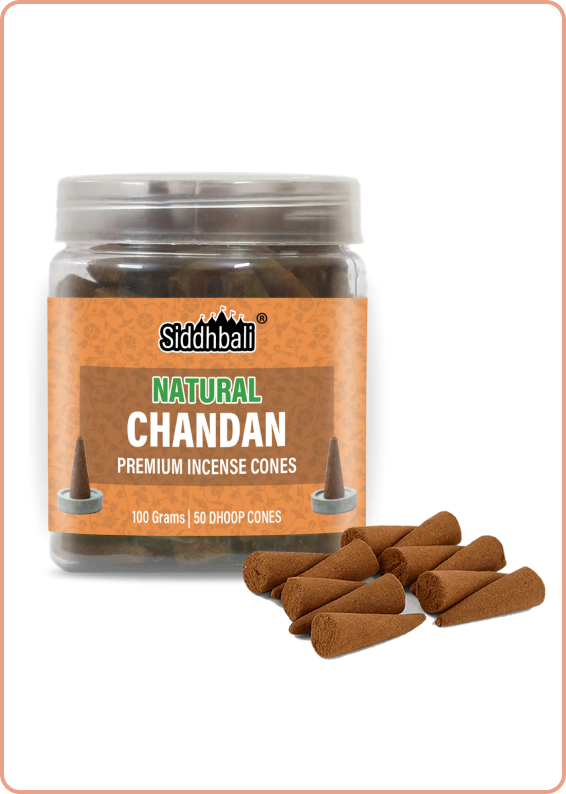 Siddhbali®
NATURAL
CHANDAN
PREMIUM INCENSE CONES
100 Grams | 50 DHOOP CONES